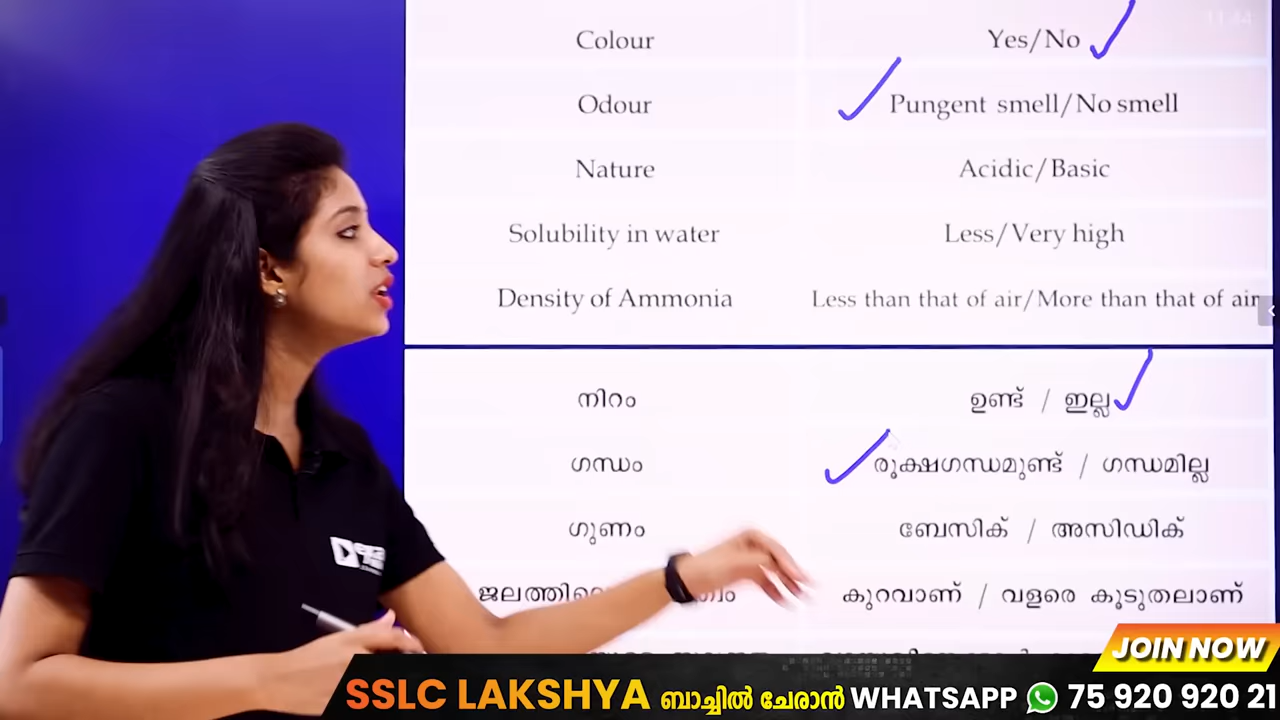 Colour Yes/No
Odour Pungent smell/No smell
Nature Acidic/Basic
Solubility in water Less/Very high
Density of Ammonia Less than that of air/More than that of air
നിറം ഉണ്ട് / ഇല്ല
ഗന്ധം രൂക്ഷഗന്ധമുണ്ട് / ഗന്ധമില്ല
ഗുണം ബേസിക് / അസിഡിക്
കുറവാണ് / വളരെ കൂടുതലാണ്
JOIN NOW
SSLC LAKSHYA ബാച്ചിൽ ചേരാൻ WHATSAPP 75 920 920 21